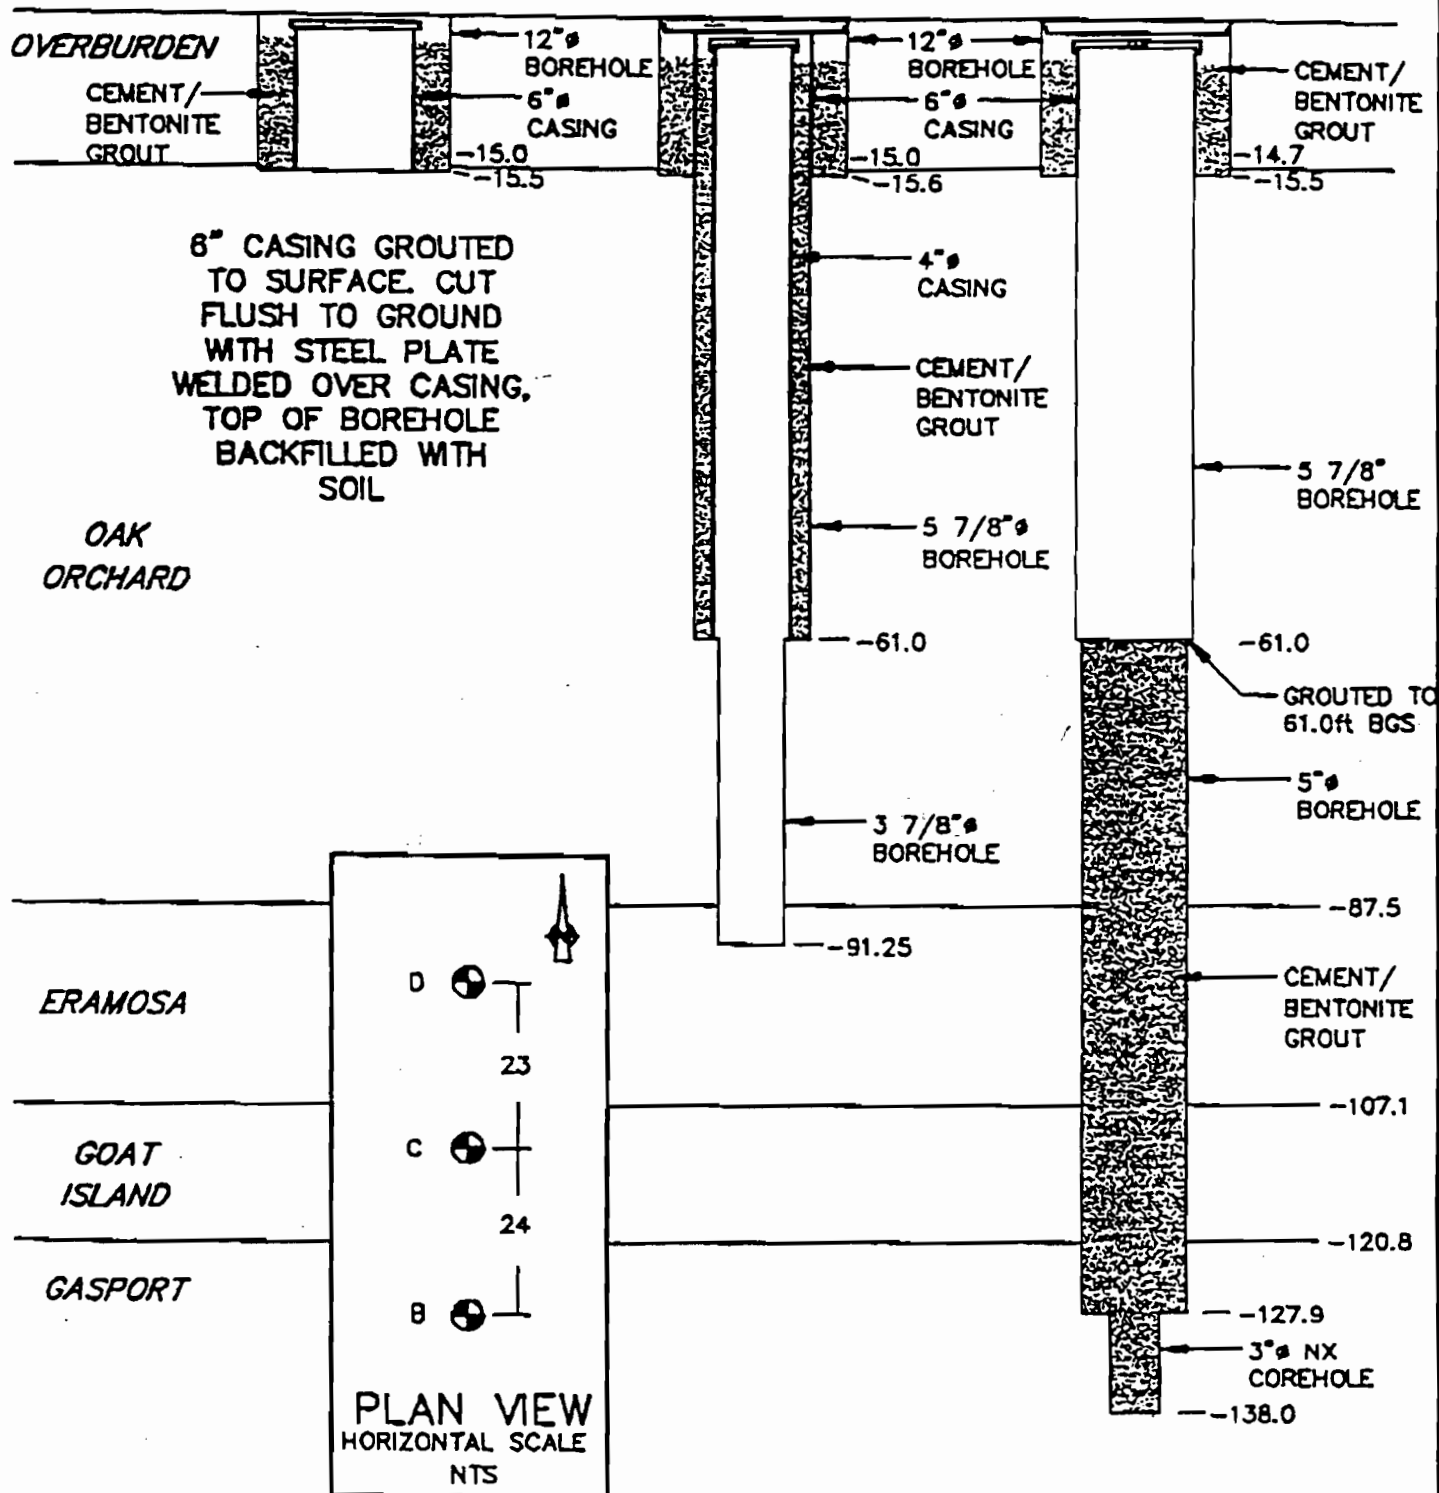 OVERBURDEN
CEMENT/
BENTONITE
GROUT
12"ø
BOREHOLE
6"ø
CASING
-15.0
-15.5
12"ø
BOREHOLE
6"ø
CASING
-15.0
-15.6
CEMENT/
BENTONITE
GROUT
-14.7
-15.5
6" CASING GROUTED
TO SURFACE. CUT
FLUSH TO GROUND
WITH STEEL PLATE
WELDED OVER CASING,
TOP OF BOREHOLE
BACKFILLED WITH
SOIL
4"ø
CASING
CEMENT/
BENTONITE
GROUT
5 7/8"
BOREHOLE
5 7/8"ø
BOREHOLE
OAK
ORCHARD
-61.0
-61.0
GROUTED TO
61.0ft BGS
5"ø
BOREHOLE
3 7/8"ø
BOREHOLE
-87.5
-91.25
ERAMOSA
CEMENT/
BENTONITE
GROUT
-107.1
GOAT
ISLAND
-120.8
GASPORT
-127.9
3"ø NX
COREHOLE
-138.0
D
23
C
24
B
PLAN VIEW
HORIZONTAL SCALE
NTS